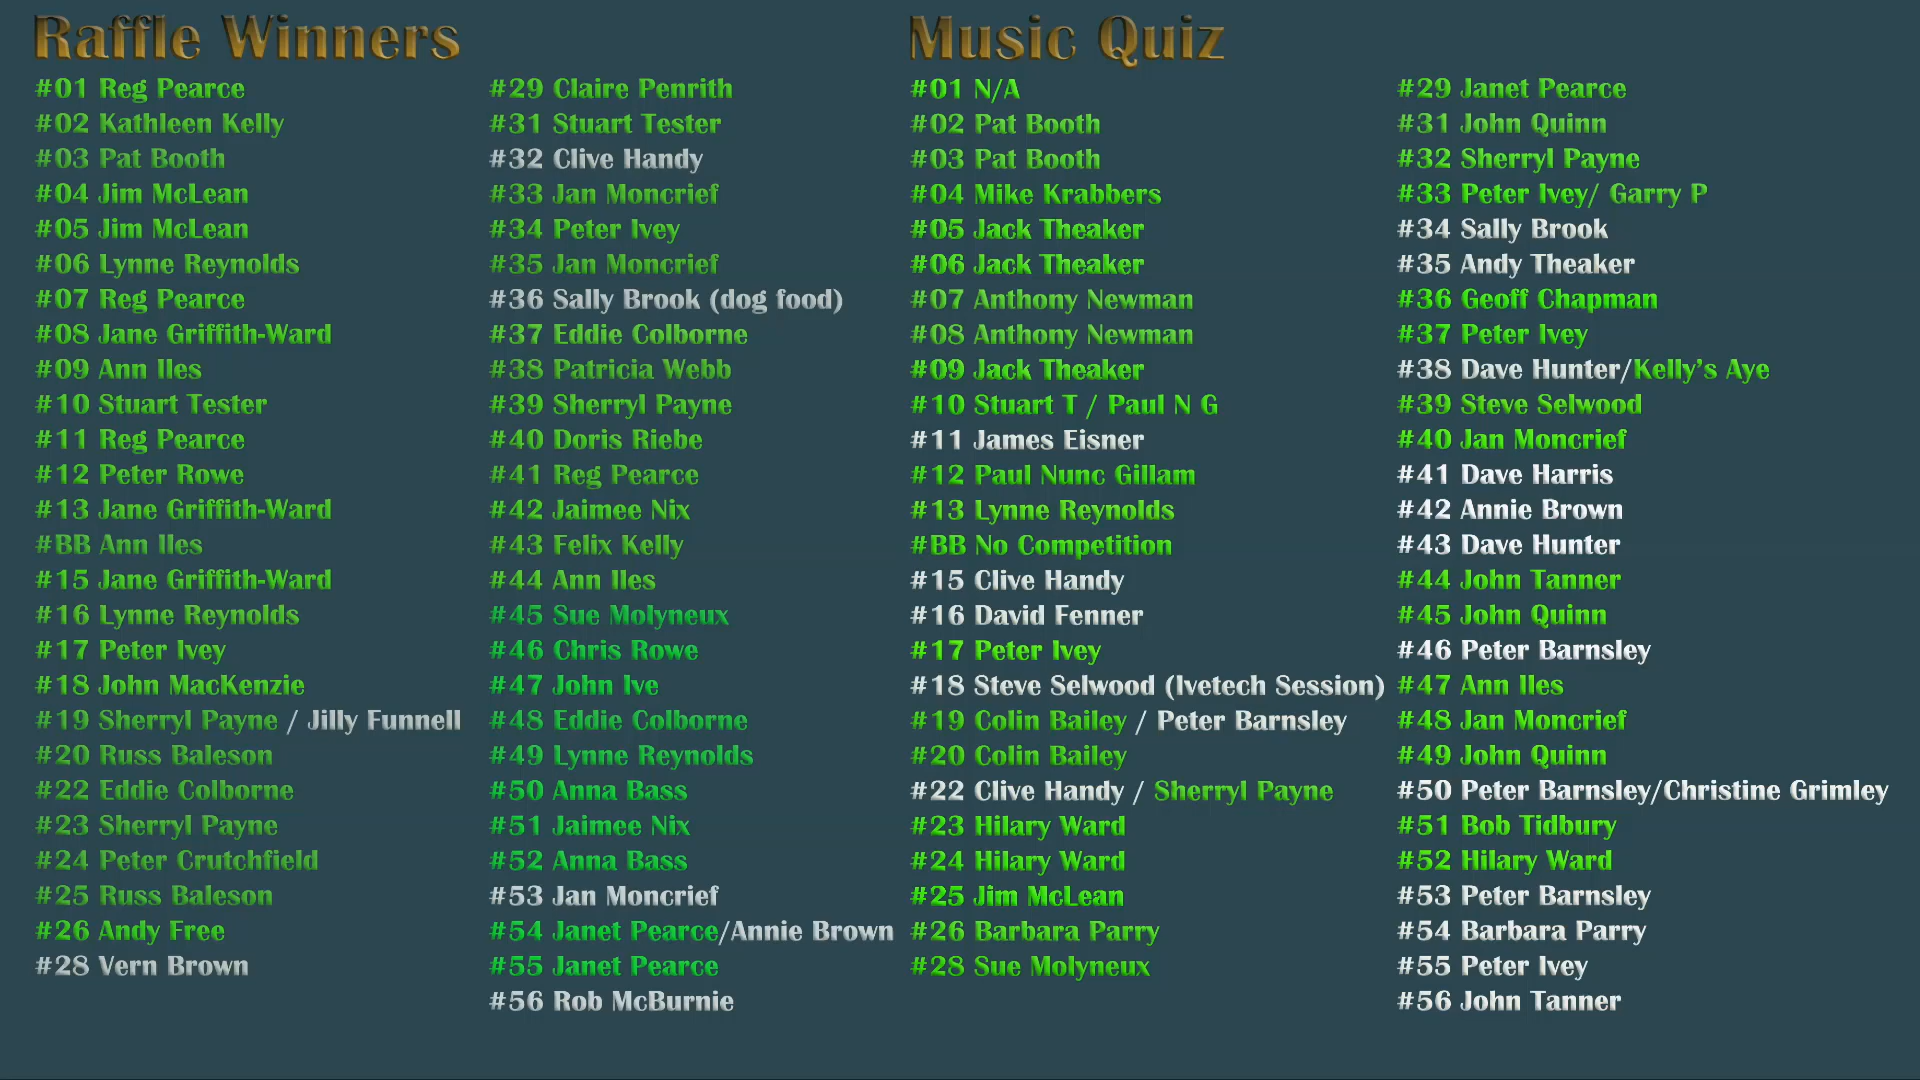 Raffle Winners
#01 Reg Pearce
#02 Kathleen Kelly
#03 Pat Booth
#04 Jim McLean
#05 Jim McLean
#06 Lynne Reynolds
#07 Reg Pearce
#08 Jane Griffith-Ward
#09 Ann Iles
#10 Stuart Tester
#11 Reg Pearce
#12 Peter Rowe
#13 Jane Griffith-Ward
#BB Ann Iles
#15 Jane Griffith-Ward
#16 Lynne Reynolds
#17 Peter Ivey
#18 John MacKenzie
#19 Sherryl Payne / Jilly Funnell
#20 Russ Baleson
#22 Eddie Colborne
#23 Sherryl Payne
#24 Peter Crutchfield
#25 Russ Baleson
#26 Andy Free
#28 Vern Brown
#29 Claire Penrith
#31 Stuart Tester
#32 Clive Handy
#33 Jan Moncrief
#34 Peter Ivey
#35 Jan Moncrief
#36 Sally Brook (dog food)
#37 Eddie Colborne
#38 Patricia Webb
#39 Sherryl Payne
#40 Doris Riebe
#41 Reg Pearce
#42 Jaimee Nix
#43 Felix Kelly
#44 Ann Iles
#45 Sue Molyneux
#46 Chris Rowe
#47 John Ive
#48 Eddie Colborne
#49 Lynne Reynolds
#50 Anna Bass
#51 Jaimee Nix
#52 Anna Bass
#53 Jan Moncrief
#54 Janet Pearce/Annie Brown
#55 Janet Pearce
#56 Rob McBurnie
Music Quiz
#01 N/A
#02 Pat Booth
#03 Pat Booth
#04 Mike Krabbers
#05 Jack Theaker
#06 Jack Theaker
#07 Anthony Newman
#08 Anthony Newman
#09 Jack Theaker
#10 Stuart T / Paul N G
#11 James Eisner
#12 Paul Nunc Gillam
#13 Lynne Reynolds
#BB No Competition
#15 Clive Handy
#16 David Fenner
#17 Peter Ivey
#18 Steve Selwood (Ivetech Session)
#19 Colin Bailey / Peter Barnsley
#20 Colin Bailey
#22 Clive Handy / Sherryl Payne
#23 Hilary Ward
#24 Hilary Ward
#25 Jim McLean
#26 Barbara Parry
#28 Sue Molyneux
#29 Janet Pearce
#31 John Quinn
#32 Sherryl Payne
#33 Peter Ivey/ Garry P
#34 Sally Brook
#35 Andy Theaker
#36 Geoff Chapman
#37 Peter Ivey
#38 Dave Hunter/Kelly's Aye
#39 Steve Selwood
#40 Jan Moncrief
#41 Dave Harris
#42 Annie Brown
#43 Dave Hunter
#44 John Tanner
#45 John Quinn
#46 Peter Barnsley
#47 Ann Iles
#48 Jan Moncrief
#49 John Quinn
#50 Peter Barnsley/Christine Grimley
#51 Bob Tidbury
#52 Hilary Ward
#53 Peter Barnsley
#54 Barbara Parry
#55 Peter Ivey
#56 John Tanner